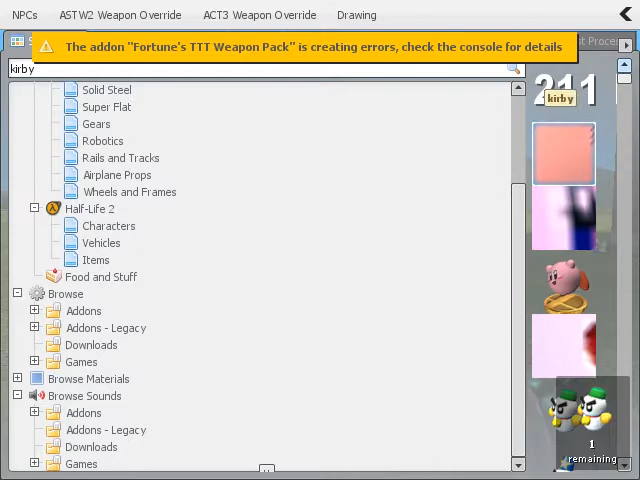 NPCs
ASTW2 Weapon Override
ACT3 Weapon Override
Drawing
The addon "Fortune's TTT Weapon Pack" is creating errors, check the console for details
kirby
211
kirby
Solid Steel
Super Flat
Gears
Robotics
Rails and Tracks
Airplane Props
Wheels and Frames
Half-Life 2
Characters
Vehicles
Items
Food and Stuff
Browse
Addons
Addons - Legacy
Downloads
Games
Browse Materials
Browse Sounds
Addons
Addons - Legacy
Downloads
Games
1
remaining